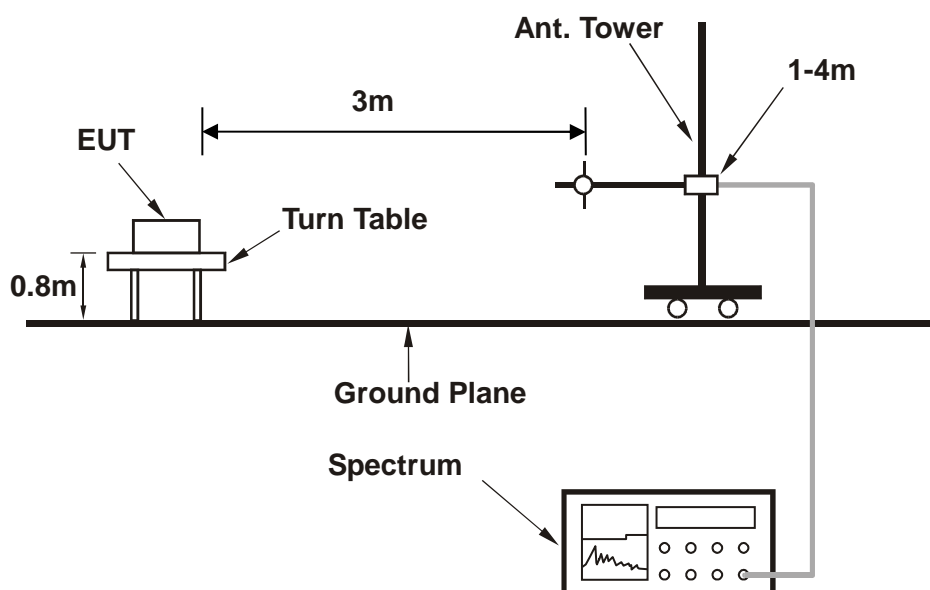 Ant. Tower
1-4m
3m
EUT
Turn Table
0.8m
Ground Plane
Spectrum